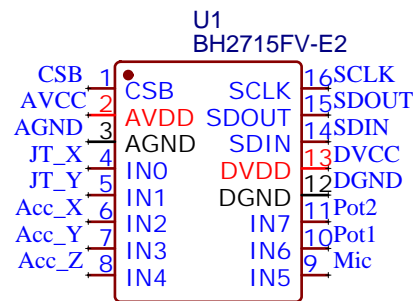 U1
BH2715FV-E2
CSB 1 CSB SCLK 16 SCLK
AVCC 2 AVDD SDOUT 15 SDOUT
AGND 3 AGND SDIN 14 SDIN
JT_X 4 IN0 DVDD 13 DVCC
JT_Y 5 IN1 DGND 12 DGND
Acc_X 6 IN2 IN7 11 Pot2
Acc_Y 7 IN3 IN6 10 Pot1
Acc_Z 8 IN4 IN5 9 Mic